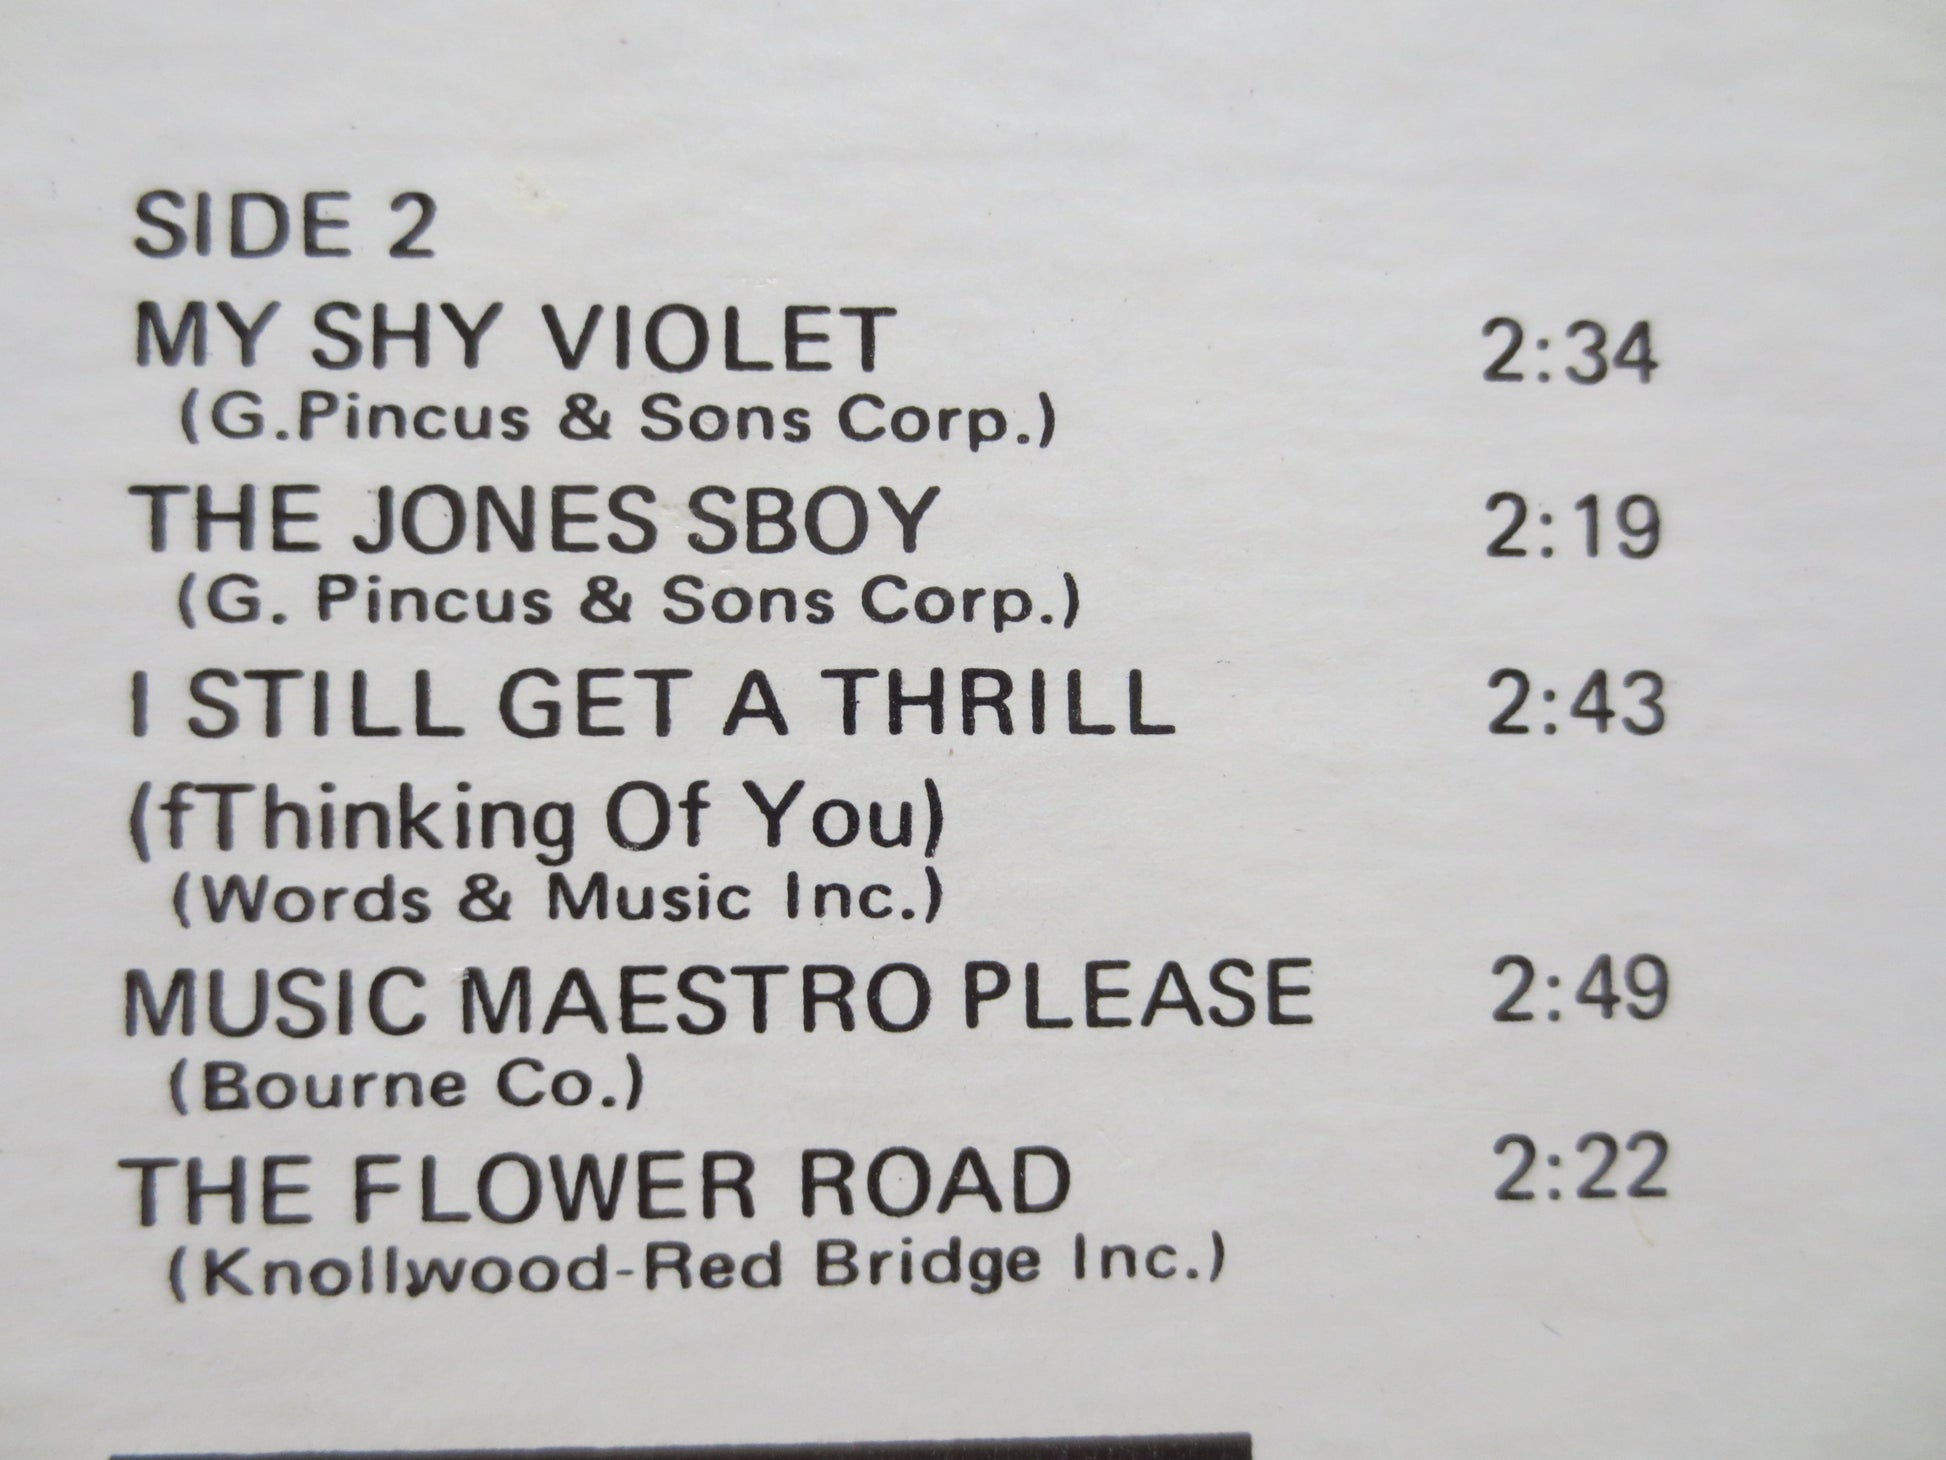 SIDE 2
MY SHY VIOLET 2:34
(G.Pincus & Sons Corp.)
THE JONES SBOY 2:19
(G. Pincus & Sons Corp.)
I STILL GET A THRILL 2:43
(fThinking Of You)
(Words & Music Inc.)
MUSIC MAESTRO PLEASE 2:49
(Bourne Co.)
THE FLOWER ROAD 2:22
(Knollwood-Red Bridge Inc.)